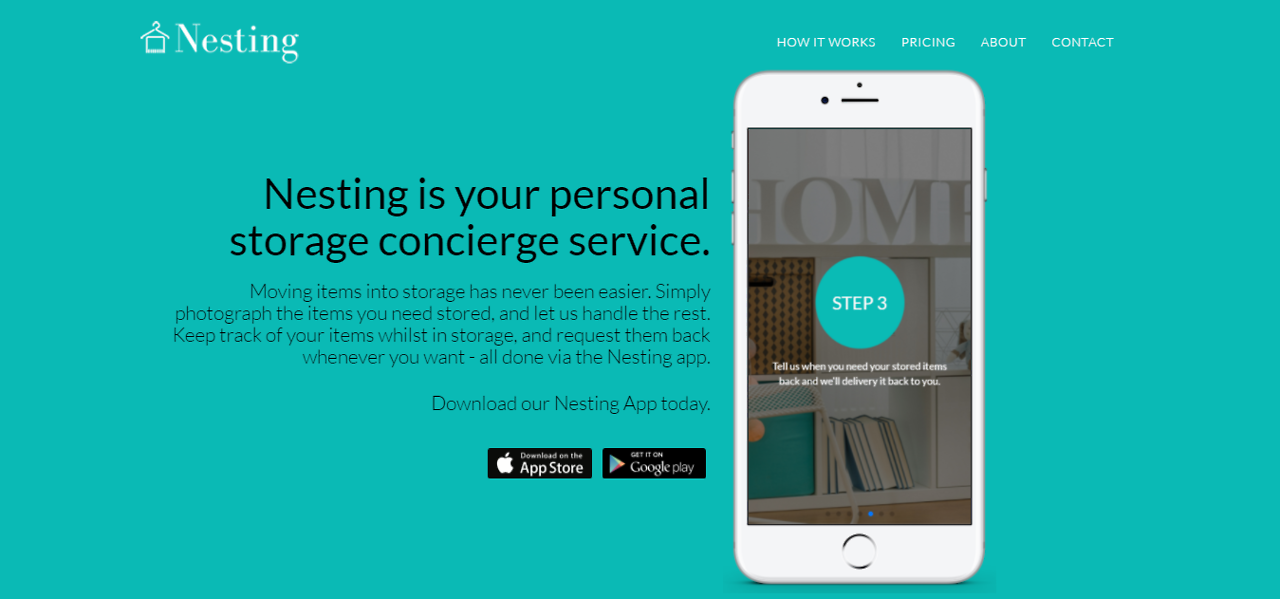 Nesting
HOW IT WORKS PRICING ABOUT CONTACT
Nesting is your personal
storage concierge service.
Moving items into storage has never been easier. Simply
photograph the items you need stored, and let us handle the rest.
Keep track of your items whilst in storage, and request them back
whenever you want - all done via the Nesting app.
Download our Nesting App today.
Download on the
App Store
GET IT ON
Google play
HOME
STEP 3
Tell us when you need your stored items
back and we'll delivery it back to you.